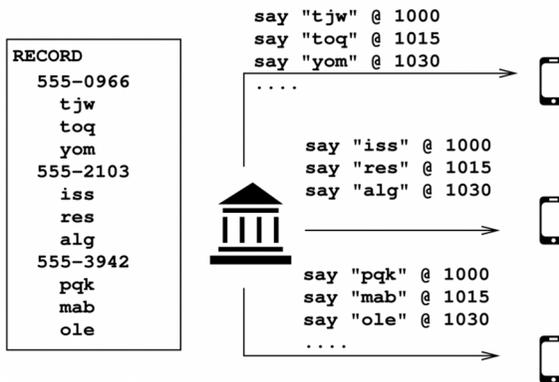 RECORD
555-0966
tjw
toq
yom
555-2103
iss
res
alg
555-3942
pqk
mab
ole
say "tjw" @ 1000
say "toq" @ 1015
say "yom" @ 1030
....
say "iss" @ 1000
say "res" @ 1015
say "alg" @ 1030
say "pqk" @ 1000
say "mab" @ 1015
say "ole" @ 1030
....